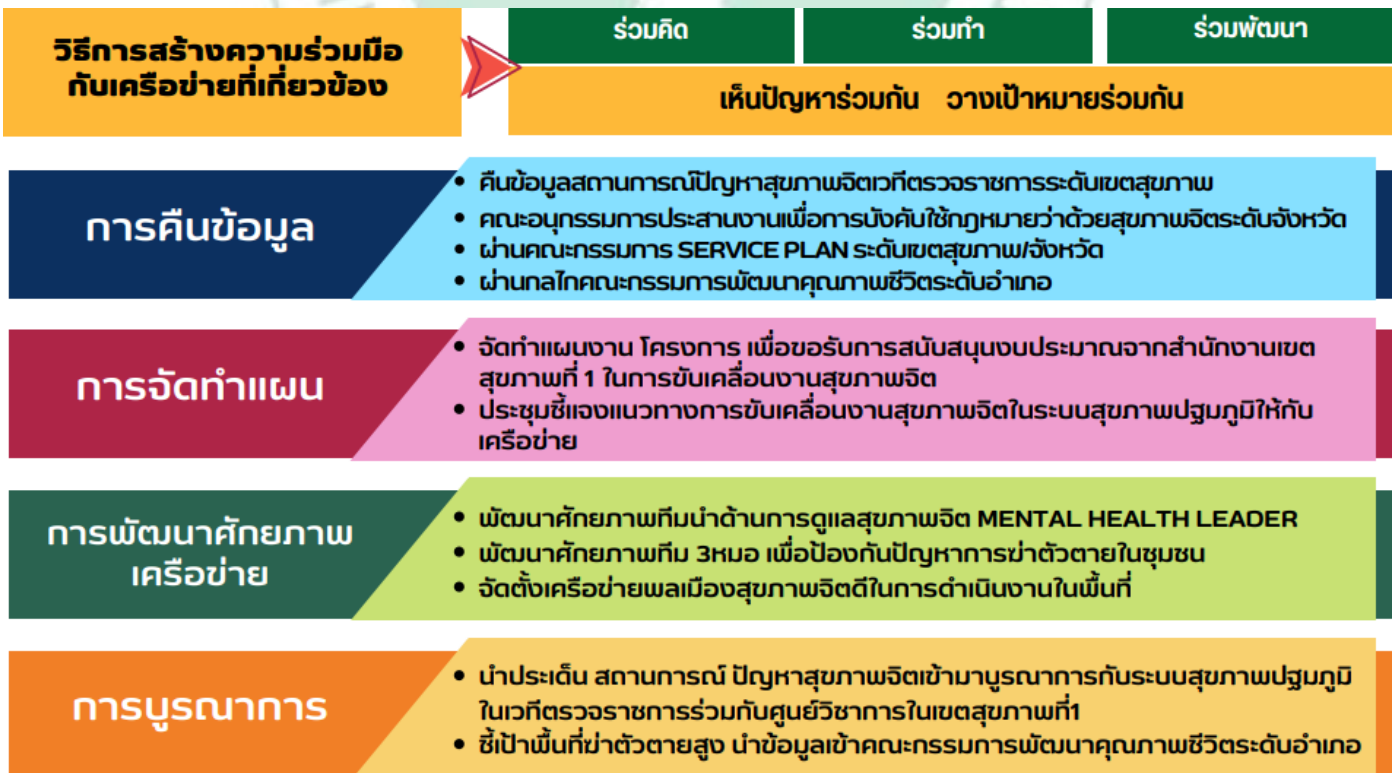 วิธีการสร้างความร่วมมือ
กับเครือข่ายที่เกี่ยวข้อง
ร่วมคิด
ร่วมทำ
ร่วมพัฒนา
เห็นปัญหาร่วมกัน วางเป้าหมายร่วมกัน
การคืนข้อมูล
• คืนข้อมูลสถานการณ์ปัญหาสุขภาพจิตเวทีตรวจราชการระดับเขตสุขภาพ
• คณะอนุกรรมการประสานงานเพื่อการบังคับใช้กฎหมายว่าด้วยสุขภาพจิตระดับจังหวัด
• ผ่านคณะกรรมการ SERVICE PLAN ระดับเขตสุขภาพ/จังหวัด
• ผ่านกลไกคณะกรรมการพัฒนาคุณภาพชีวิตระดับอำเภอ
การจัดทำแผน
• จัดทำแผนงาน โครงการ เพื่อขอรับการสนับสนุนงบประมาณจากสำนักงานเขต
สุขภาพที่ 1 ในการขับเคลื่อนงานสุขภาพจิต
• ประชุมชี้แจงแนวทางการขับเคลื่อนงานสุขภาพจิตในระบบสุขภาพปฐมภูมิให้กับ
เครือข่าย
การพัฒนาศักยภาพ
เครือข่าย
• พัฒนาศักยภาพทีมนำด้านการดูแลสุขภาพจิต MENTAL HEALTH LEADER
• พัฒนาศักยภาพทีม 3หมอ เพื่อป้องกันปัญหาการฆ่าตัวตายในชุมชน
• จัดตั้งเครือข่ายพลเมืองสุขภาพจิตดีในการดำเนินงานในพื้นที่
การบูรณาการ
• นำประเด็น สถานการณ์ ปัญหาสุขภาพจิตเข้ามาบูรณาการกับระบบสุขภาพปฐมภูมิ
ในเวทีตรวจราชการร่วมกับศูนย์วิชาการในเขตสุขภาพที่1
• ชี้เป้าพื้นที่ฆ่าตัวตายสูง นำข้อมูลเข้าคณะกรรมการพัฒนาคุณภาพชีวิตระดับอำเภอ